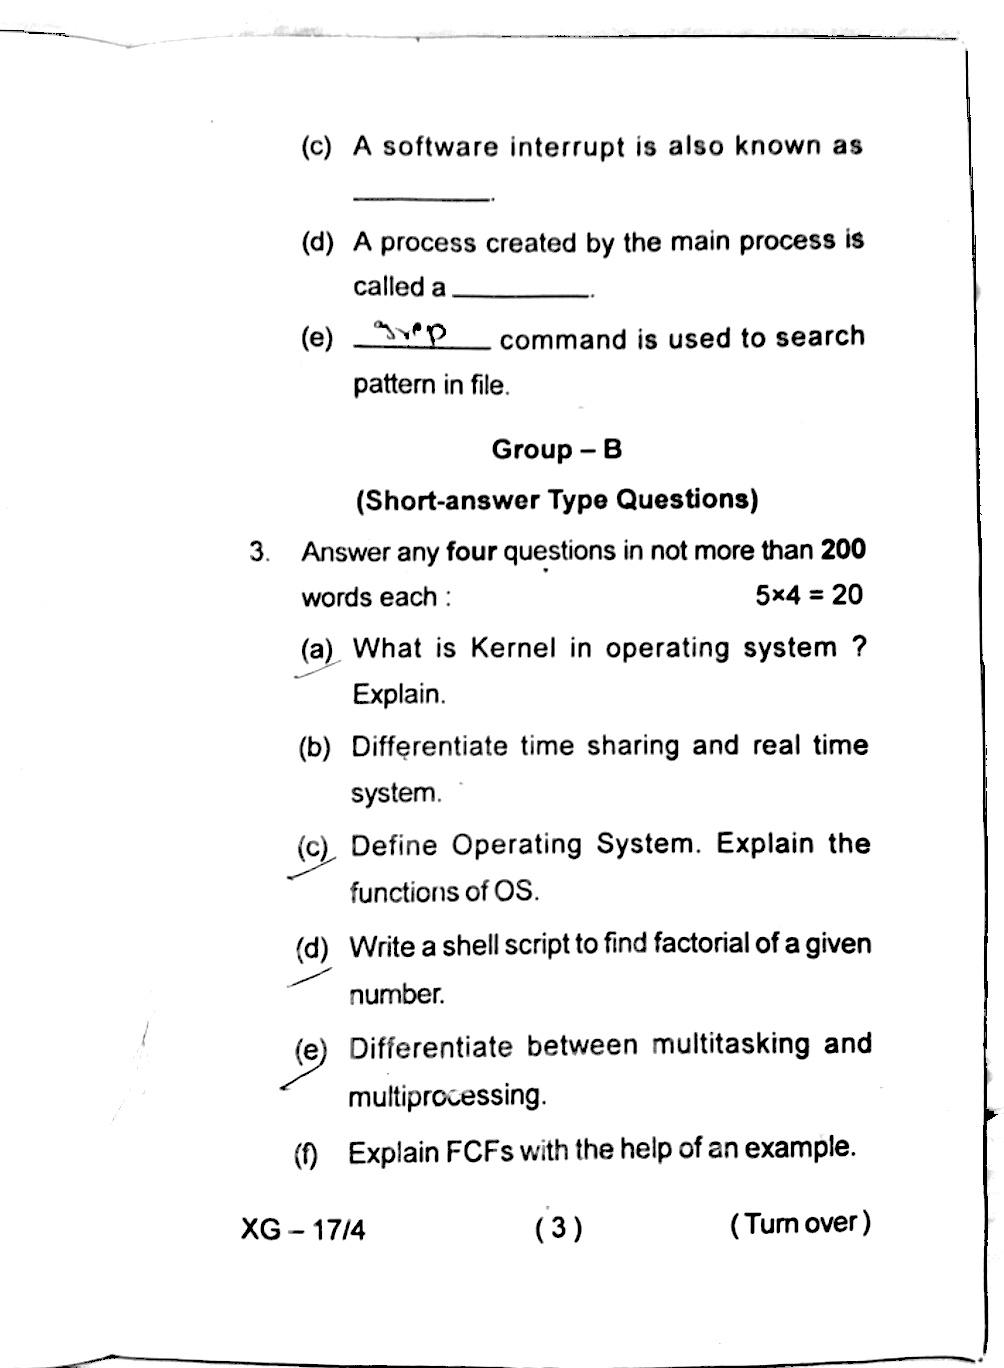 (c) A software interrupt is also known as
__________.
(d) A process created by the main process is
called a __________.
(e) grep command is used to search
pattern in file.
Group – B
(Short-answer Type Questions)
3. Answer any four questions in not more than 200
words each : 5×4 = 20
(a) What is Kernel in operating system ?
Explain.
(b) Differentiate time sharing and real time
system.
(c) Define Operating System. Explain the
functions of OS.
(d) Write a shell script to find factorial of a given
number.
(e) Differentiate between multitasking and
multiprocessing.
(f) Explain FCFs with the help of an example.
XG – 17/4 (3) (Turn over)